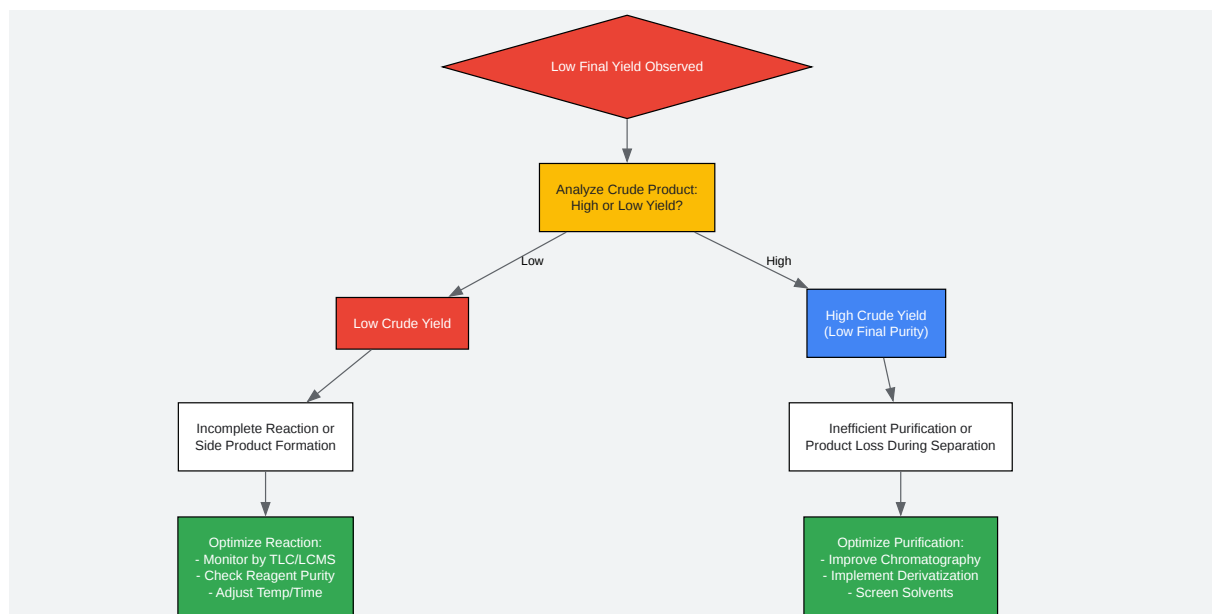 Low Final Yield Observed
Analyze Crude Product:
High or Low Yield?
Low
High
Low Crude Yield
High Crude Yield
(Low Final Purity)
Incomplete Reaction or
Side Product Formation
Inefficient Purification or
Product Loss During Separation
Optimize Reaction:
- Monitor by TLC/LCMS
- Check Reagent Purity
- Adjust Temp/Time
Optimize Purification:
- Improve Chromatography
- Implement Derivatization
- Screen Solvents